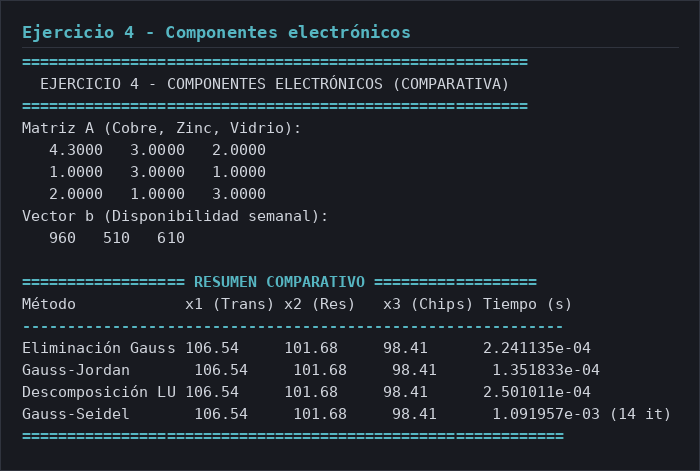 Ejercicio 4 - Componentes electrónicos
========================================================
  EJERCICIO 4 - COMPONENTES ELECTRÓNICOS (COMPARATIVA)
========================================================
Matriz A (Cobre, Zinc, Vidrio):
   4.3000   3.0000   2.0000
   1.0000   3.0000   1.0000
   2.0000   1.0000   3.0000
Vector b (Disponibilidad semanal):
   960   510   610
================== RESUMEN COMPARATIVO ==================
Método            x1 (Trans) x2 (Res)   x3 (Chips) Tiempo (s)
------------------------------------------------------------
Eliminación Gauss 106.54     101.68     98.41      2.241135e-04
Gauss-Jordan       106.54     101.68     98.41      1.351833e-04
Descomposición LU 106.54     101.68     98.41      2.501011e-04
Gauss-Seidel       106.54     101.68     98.41      1.091957e-03 (14 it)
============================================================